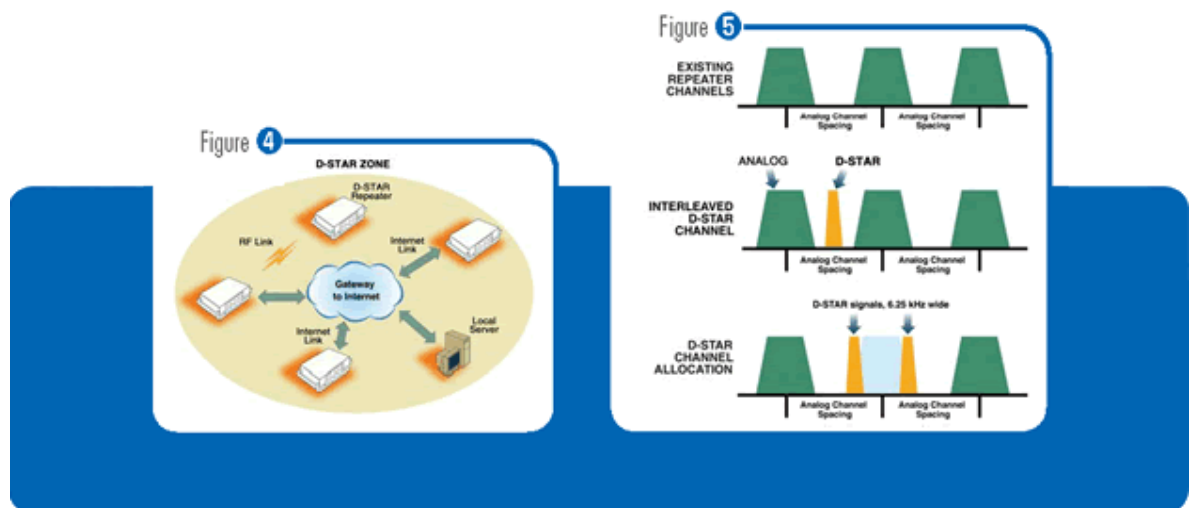 Figure 4
D-STAR ZONE
D-STAR
Repeater
RF Link
Internet
Link
Gateway
to Internet
Internet
Link
Local
Server
Figure 5
EXISTING
REPEATER
CHANNELS
Analog Channel
Spacing
Analog Channel
Spacing
ANALOG
D-STAR
INTERLEAVED
D-STAR
CHANNEL
Analog Channel
Spacing
Analog Channel
Spacing
D-STAR signals, 6.25 kHz wide
D-STAR
CHANNEL
ALLOCATION
Analog Channel
Spacing
Analog Channel
Spacing